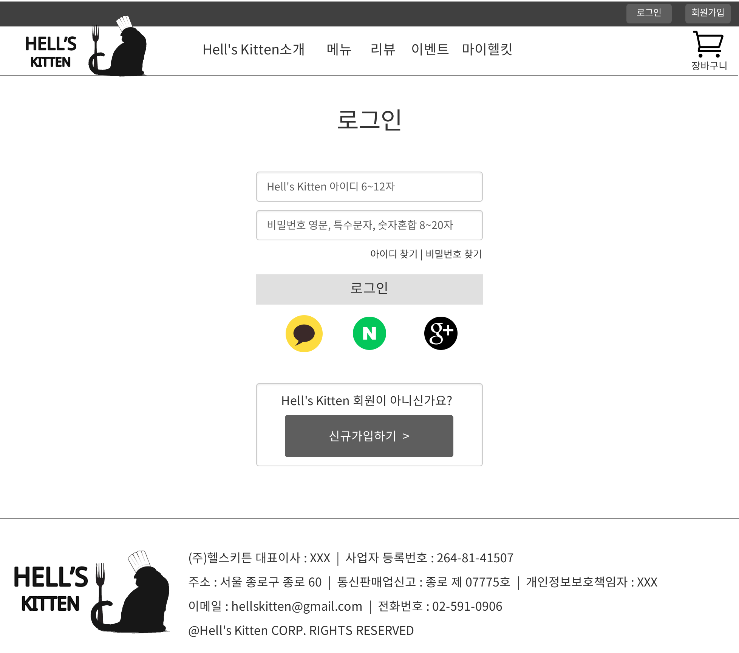 로그인 회원가입
HELL'S
KITTEN
Hell's Kitten소개 메뉴 리뷰 이벤트 마이헬킷
장바구니
로그인
Hell's Kitten 아이디 6~12자
비밀번호 영문, 특수문자, 숫자혼합 8~20자
아이디 찾기 | 비밀번호 찾기
로그인
N g+
Hell's Kitten 회원이 아니신가요?
신규가입하기 >
HELL'S
KITTEN
(주)헬스키튼 대표이사 : XXX | 사업자 등록번호 : 264-81-41507
주소 : 서울 종로구 종로 60 | 통신판매업신고 : 종로 제 07775호 | 개인정보보호책임자 : XXX
이메일 : hellskitten@gmail.com | 전화번호 : 02-591-0906
@Hell's Kitten CORP. RIGHTS RESERVED